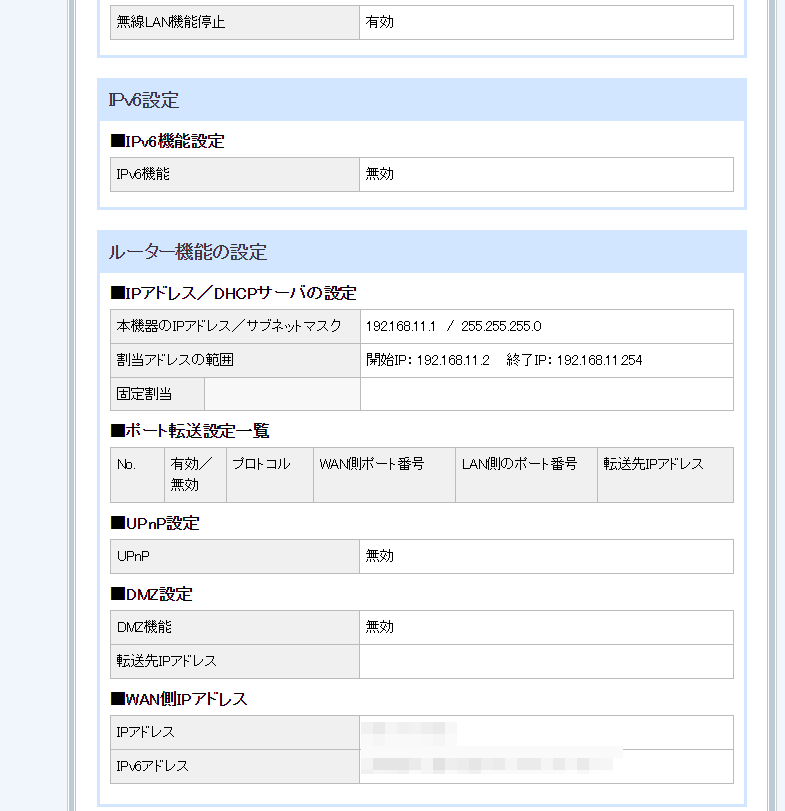 無線LAN機能停止 有効
IPv6設定
■IPv6機能設定
IPv6機能 無効
ルーター機能の設定
■IPアドレス／DHCPサーバの設定
本機器のIPアドレス／サブネットマスク 192.168.11.1 / 255.255.255.0
割当アドレスの範囲 開始IP: 192.168.11.2 終了IP: 192.168.11.254
固定割当
■ポート転送設定一覧
No. 有効／ プロトコル WAN側ポート番号 LAN側のポート番号 転送先IPアドレス
無効
■UPnP設定
UPnP 無効
■DMZ設定
DMZ機能 無効
転送先IPアドレス
■WAN側IPアドレス
IPアドレス
IPv6アドレス